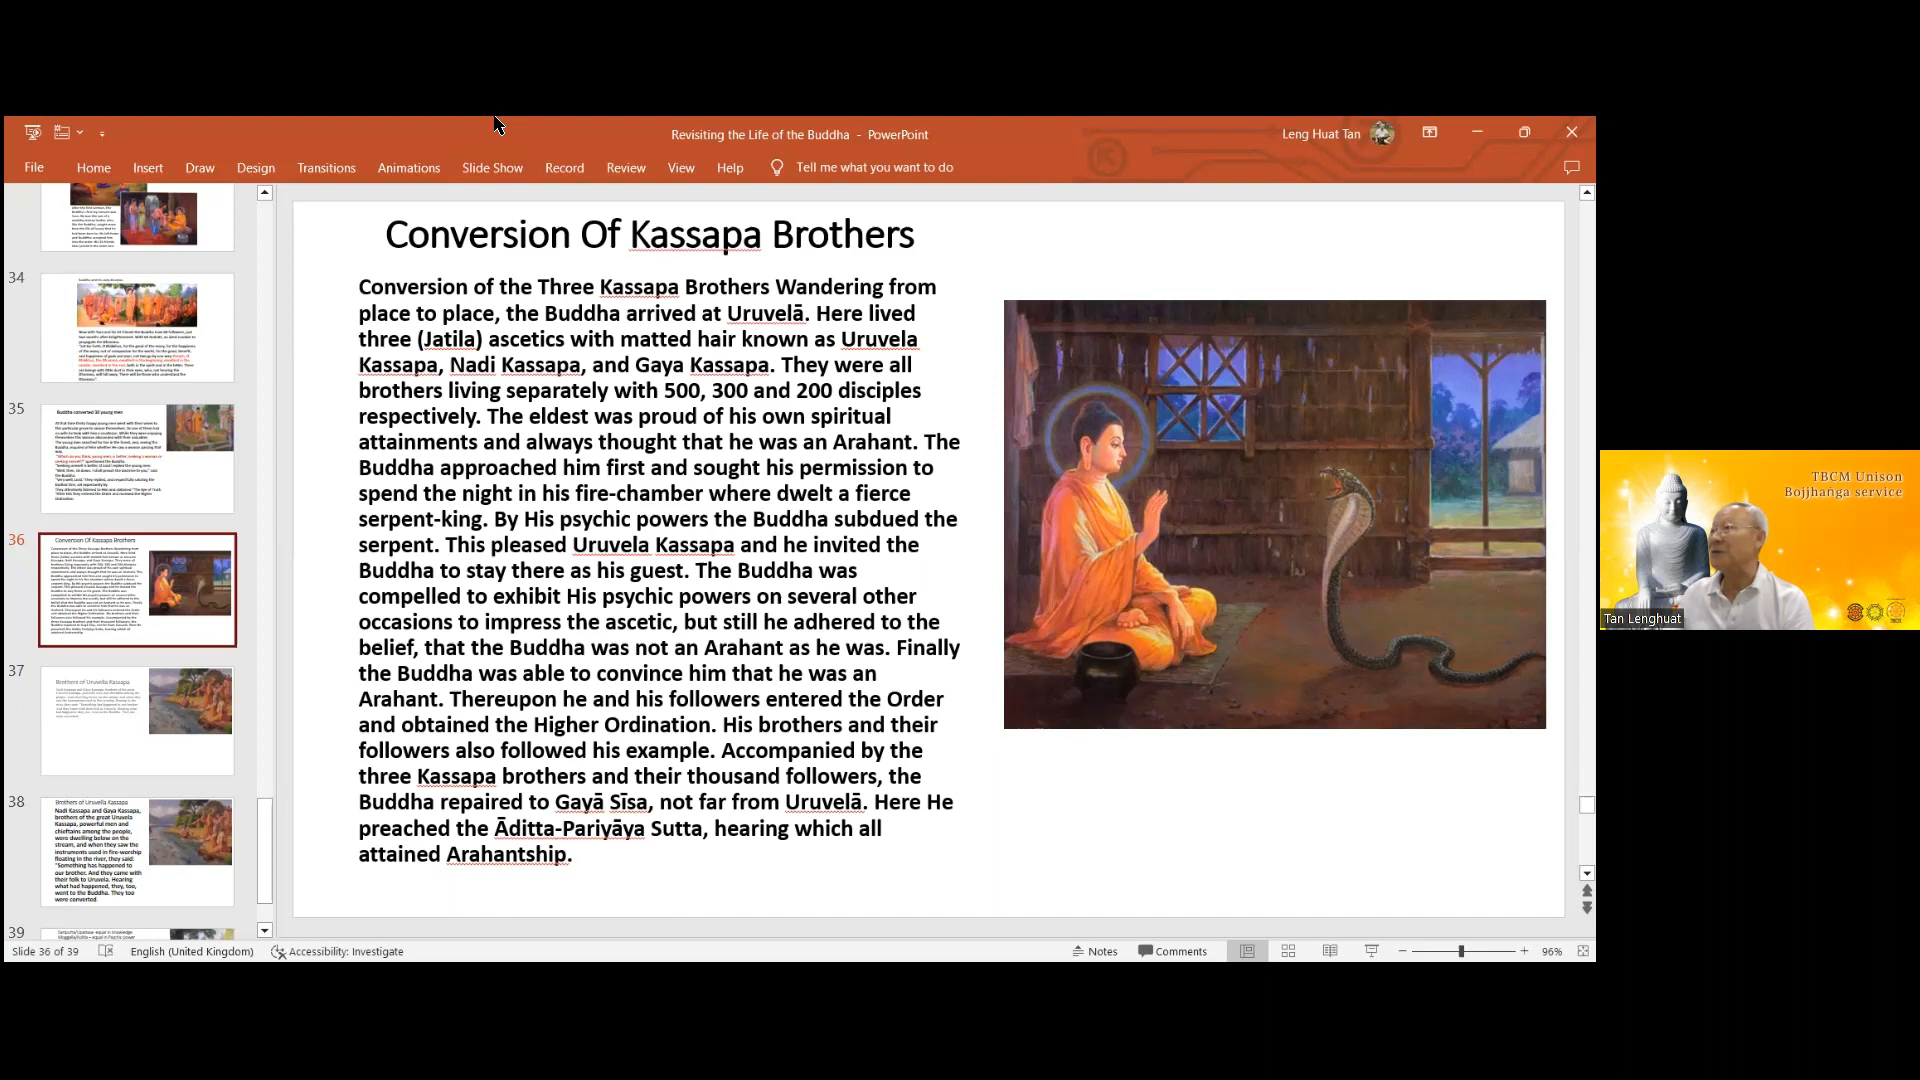 Revisiting the Life of the Buddha - PowerPoint
Leng Huat Tan
File Home Insert Draw Design Transitions Animations Slide Show Record Review View Help Tell me what you want to do
34
35
Buddha converted 30 young men
36
Conversion Of Kassapa Brothers
37
Brothers of Uruvella Kassapa
38
Brothers of Uruvella Kassapa
Nadi Kassapa and Gaya Kassapa,
brothers of the great Uruvela
Kassapa, powerful men and
chieftains among the people,
were dwelling below on the
stream, and when they saw the
instruments used in fire-worship
floating in the river, they said:
"Something has happened to
our brother. And they came with
their folk to Uruvela. Hearing
what had happened, they, too,
went to the Buddha. They too
were converted.
39
Conversion Of Kassapa Brothers
Conversion of the Three Kassapa Brothers Wandering from
place to place, the Buddha arrived at Uruvelā. Here lived
three (Jatila) ascetics with matted hair known as Uruvela
Kassapa, Nadi Kassapa, and Gaya Kassapa. They were all
brothers living separately with 500, 300 and 200 disciples
respectively. The eldest was proud of his own spiritual
attainments and always thought that he was an Arahant. The
Buddha approached him first and sought his permission to
spend the night in his fire-chamber where dwelt a fierce
serpent-king. By His psychic powers the Buddha subdued the
serpent. This pleased Uruvela Kassapa and he invited the
Buddha to stay there as his guest. The Buddha was
compelled to exhibit His psychic powers on several other
occasions to impress the ascetic, but still he adhered to the
belief, that the Buddha was not an Arahant as he was. Finally
the Buddha was able to convince him that he was an
Arahant. Thereupon he and his followers entered the Order
and obtained the Higher Ordination. His brothers and their
followers also followed his example. Accompanied by the
three Kassapa brothers and their thousand followers, the
Buddha repaired to Gayā Sīsa, not far from Uruvelā. Here He
preached the Āditta-Pariyāya Sutta, hearing which all
attained Arahantship.
TBCM Unison
Bojjhaṅga service
Tan Lenghuat
Slide 36 of 39 English (United Kingdom) Accessibility: Investigate Notes Comments 96%